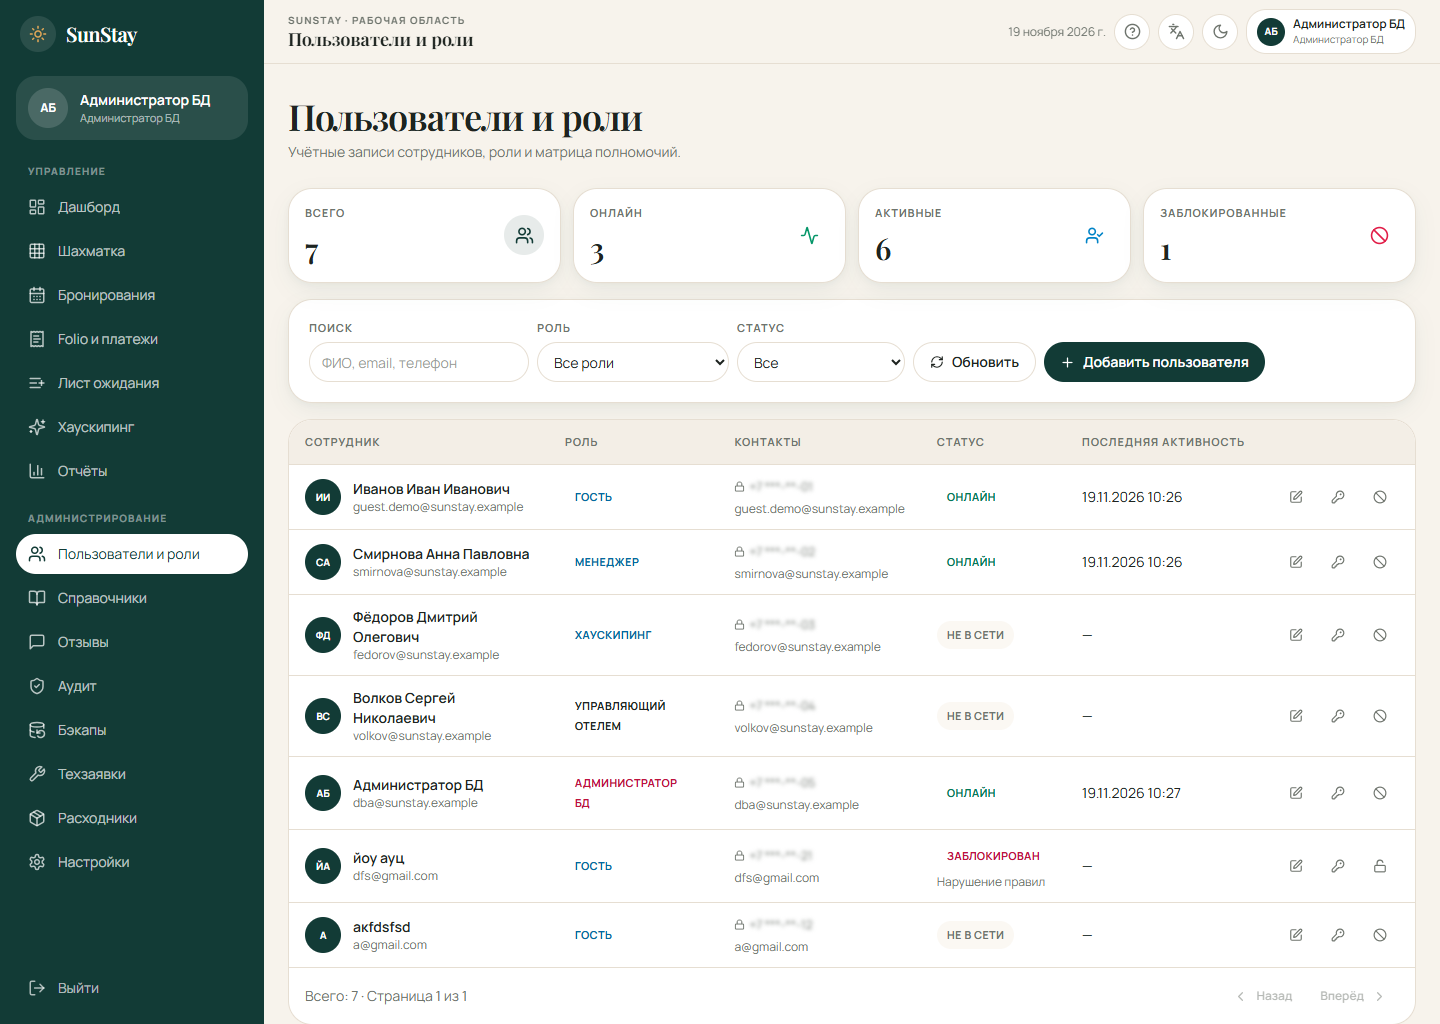 SunStay
АБ
Администратор БД
Администратор БД
УПРАВЛЕНИЕ
Дашборд
Шахматка
Бронирования
Folio и платежи
Лист ожидания
Хаускипинг
Отчёты
АДМИНИСТРИРОВАНИЕ
Пользователи и роли
Справочники
Отзывы
Аудит
Бэкапы
Техзаявки
Расходники
Настройки
Выйти
SUNSTAY · РАБОЧАЯ ОБЛАСТЬ
Пользователи и роли
19 ноября 2026 г.
АБ
Администратор БД
Администратор БД
Пользователи и роли
Учётные записи сотрудников, роли и матрица полномочий.
ВСЕГО
7
ОНЛАЙН
3
АКТИВНЫЕ
6
ЗАБЛОКИРОВАННЫЕ
1
ПОИСК
ФИО, email, телефон
РОЛЬ
Все роли
СТАТУС
Все
Обновить
Добавить пользователя
СОТРУДНИК РОЛЬ КОНТАКТЫ СТАТУС ПОСЛЕДНЯЯ АКТИВНОСТЬ
ИИ
Иванов Иван Иванович
guest.demo@sunstay.example
ГОСТЬ
guest.demo@sunstay.example
ОНЛАЙН
19.11.2026 10:26
СА
Смирнова Анна Павловна
smirnova@sunstay.example
МЕНЕДЖЕР
smirnova@sunstay.example
ОНЛАЙН
19.11.2026 10:26
ФД
Фёдоров Дмитрий
Олегович
fedorov@sunstay.example
ХАУСКИПИНГ
fedorov@sunstay.example
НЕ В СЕТИ
—
ВС
Волков Сергей
Николаевич
volkov@sunstay.example
УПРАВЛЯЮЩИЙ
ОТЕЛЕМ
volkov@sunstay.example
НЕ В СЕТИ
—
АБ
Администратор БД
dba@sunstay.example
АДМИНИСТРАТОР
БД
dba@sunstay.example
ОНЛАЙН
19.11.2026 10:27
ЙА
йоу ауц
dfs@gmail.com
ГОСТЬ
dfs@gmail.com
ЗАБЛОКИРОВАН
Нарушение правил
—
А
акfdsfsd
a@gmail.com
ГОСТЬ
a@gmail.com
НЕ В СЕТИ
—
Всего: 7 · Страница 1 из 1
Назад
Вперёд